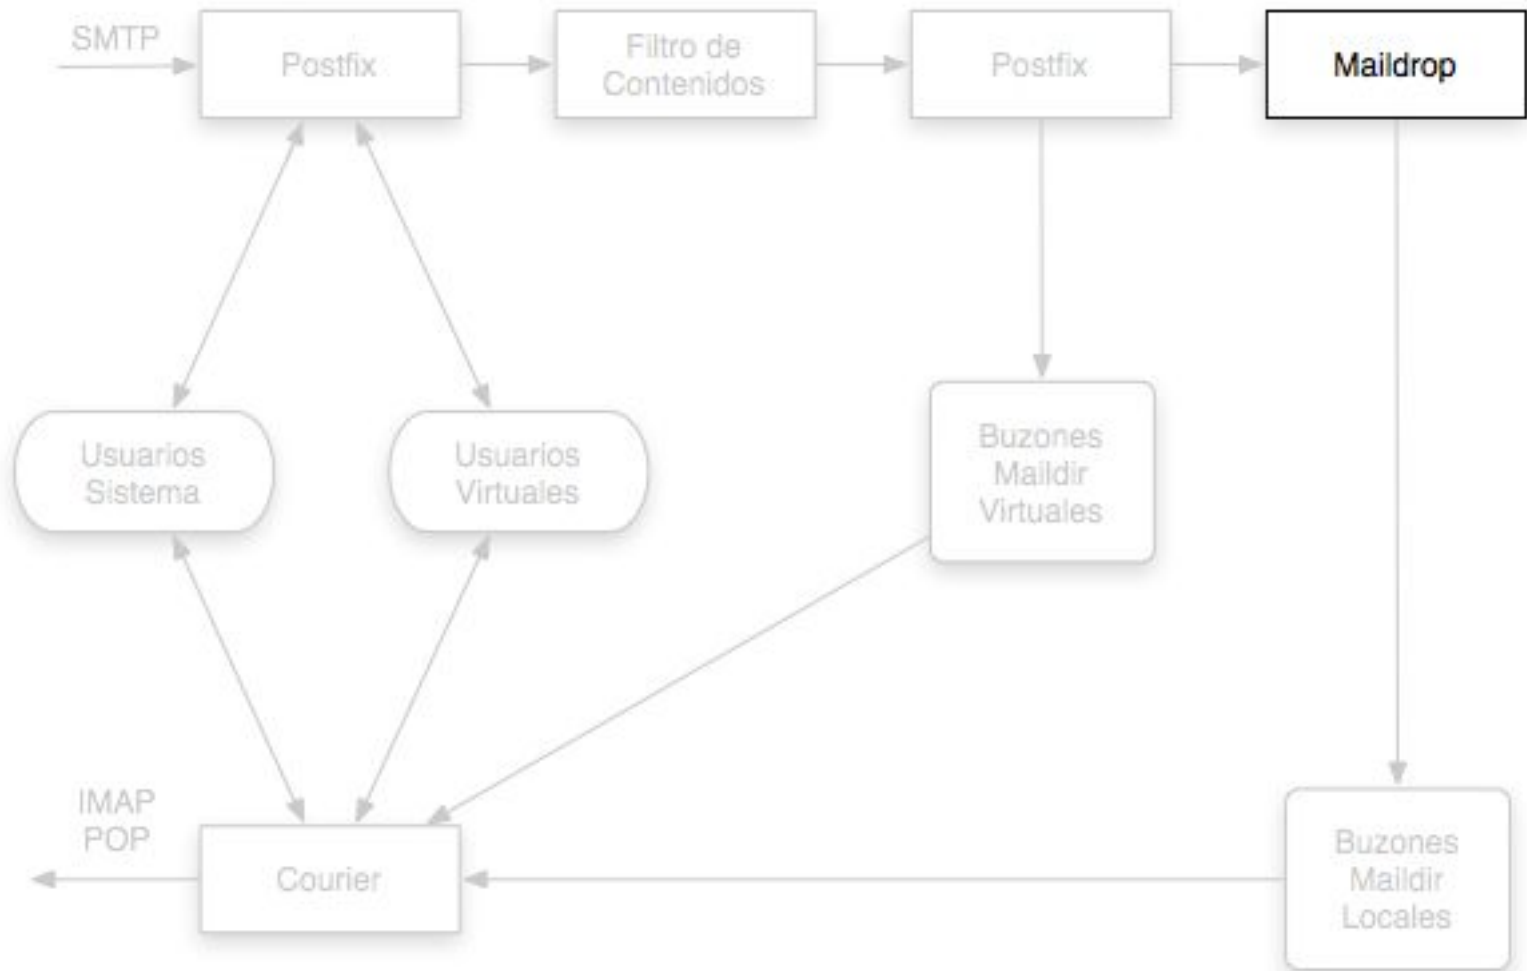 SMTP
Postfix
Filtro de
Contenidos
Postfix
Maildrop
Usuarios
Sistema
Usuarios
Virtuales
Buzones
Maildir
Virtuales
IMAP
POP
Courier
Buzones
Maildir
Locales